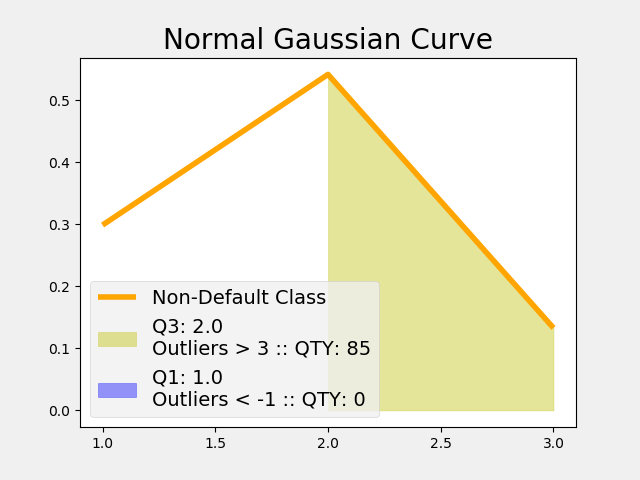 Normal Gaussian Curve
0.5
0.4
0.3
0.2
0.1
0.0
Non-Default Class
Q3: 2.0
Outliers > 3 :: QTY: 85
Q1: 1.0
Outliers < -1 :: QTY: 0
1.0 1.5 2.0 2.5 3.0